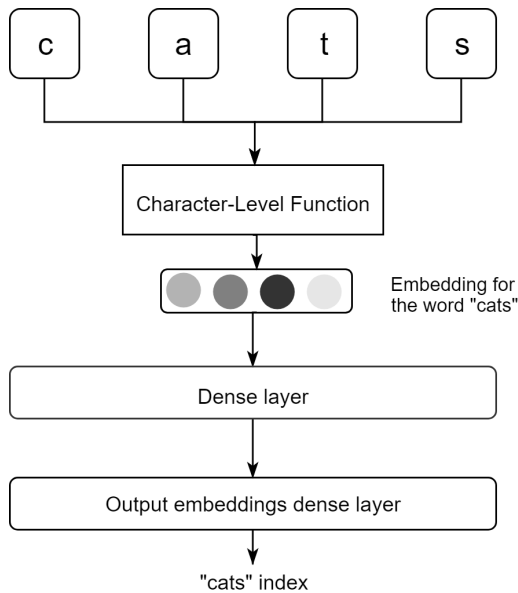 c a t s
Character-Level Function
Embedding for
the word "cats"
Dense layer
Output embeddings dense layer
"cats" index